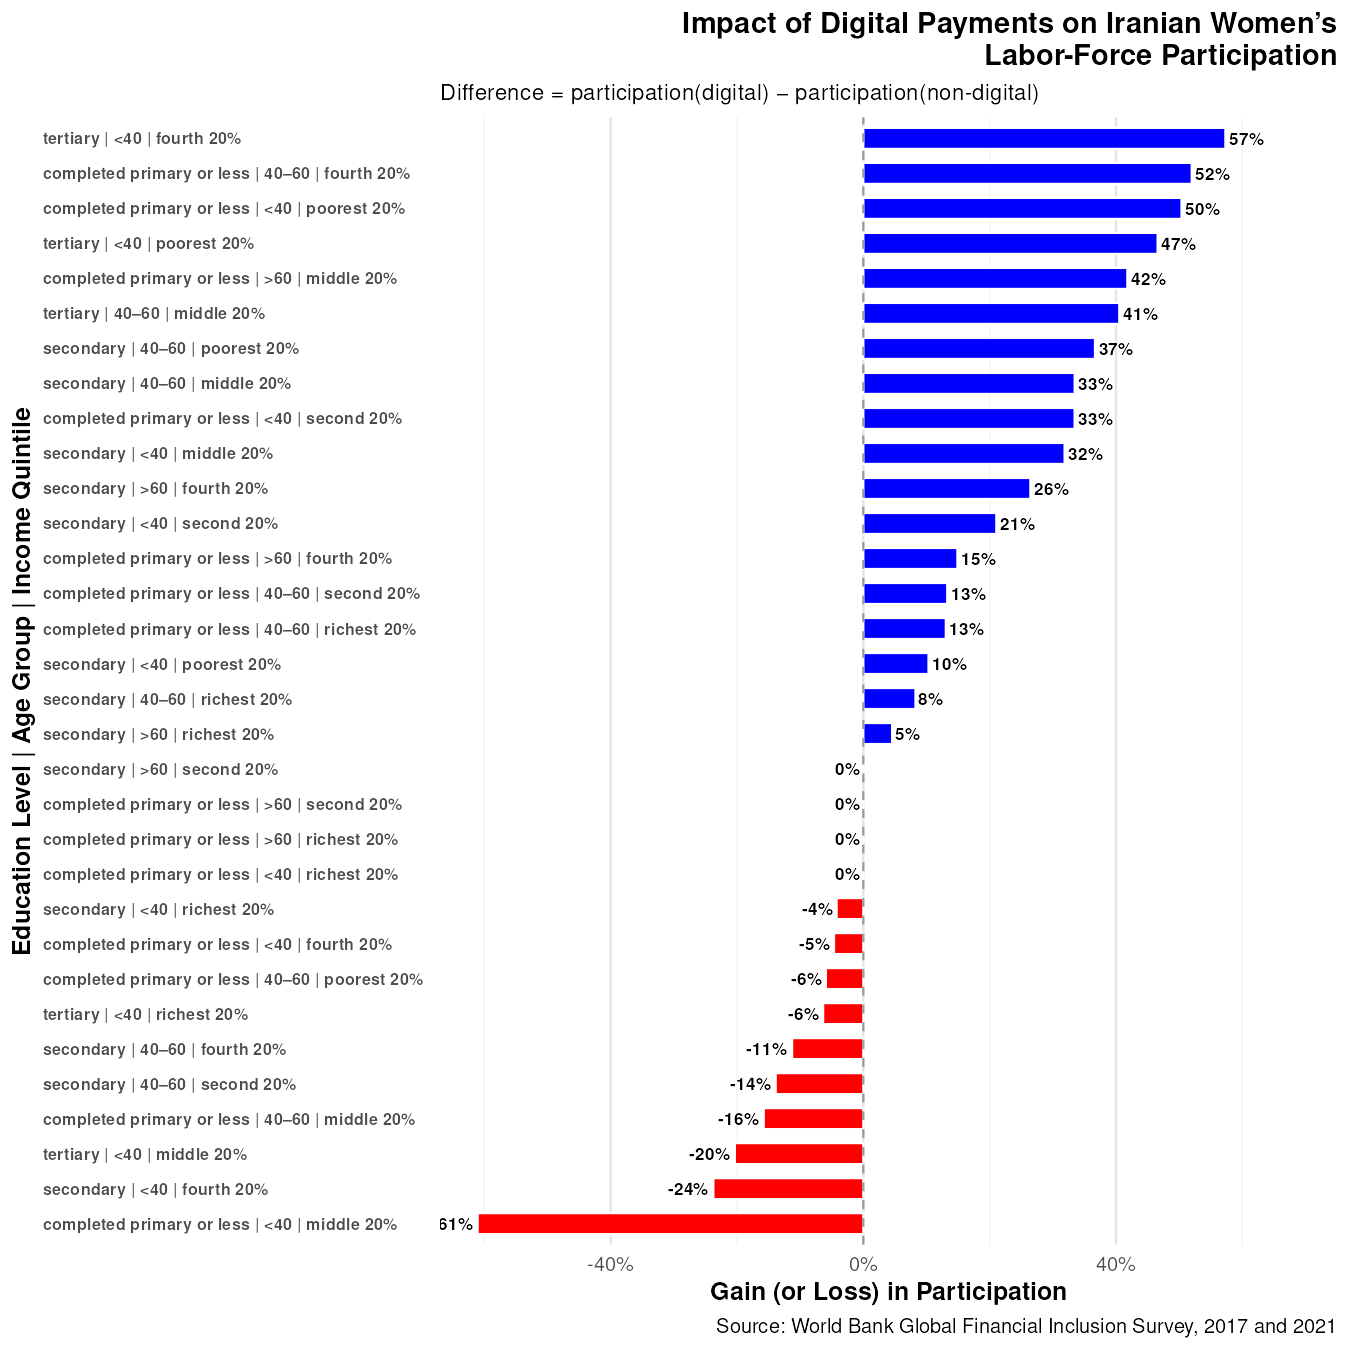 Impact of Digital Payments on Iranian Women’s
Labor-Force Participation
Difference = participation(digital) − participation(non-digital)
Education Level | Age Group | Income Quintile
tertiary | <40 | fourth 20% 57%
completed primary or less | 40–60 | fourth 20% 52%
completed primary or less | <40 | poorest 20% 50%
tertiary | <40 | poorest 20% 47%
completed primary or less | >60 | middle 20% 42%
tertiary | 40–60 | middle 20% 41%
secondary | 40–60 | poorest 20% 37%
secondary | 40–60 | middle 20% 33%
completed primary or less | <40 | second 20% 33%
secondary | <40 | middle 20% 32%
secondary | >60 | fourth 20% 26%
secondary | <40 | second 20% 21%
completed primary or less | >60 | fourth 20% 15%
completed primary or less | 40–60 | second 20% 13%
completed primary or less | 40–60 | richest 20% 13%
secondary | <40 | poorest 20% 10%
secondary | 40–60 | richest 20% 8%
secondary | >60 | richest 20% 5%
secondary | >60 | second 20% 0%
completed primary or less | >60 | second 20% 0%
completed primary or less | >60 | richest 20% 0%
completed primary or less | <40 | richest 20% 0%
secondary | <40 | richest 20% -4%
completed primary or less | <40 | fourth 20% -5%
completed primary or less | 40–60 | poorest 20% -6%
tertiary | <40 | richest 20% -6%
secondary | 40–60 | fourth 20% -11%
secondary | 40–60 | second 20% -14%
completed primary or less | 40–60 | middle 20% -16%
tertiary | <40 | middle 20% -20%
secondary | <40 | fourth 20% -24%
completed primary or less | <40 | middle 20% 61%
-40% 0% 40%
Gain (or Loss) in Participation
Source: World Bank Global Financial Inclusion Survey, 2017 and 2021